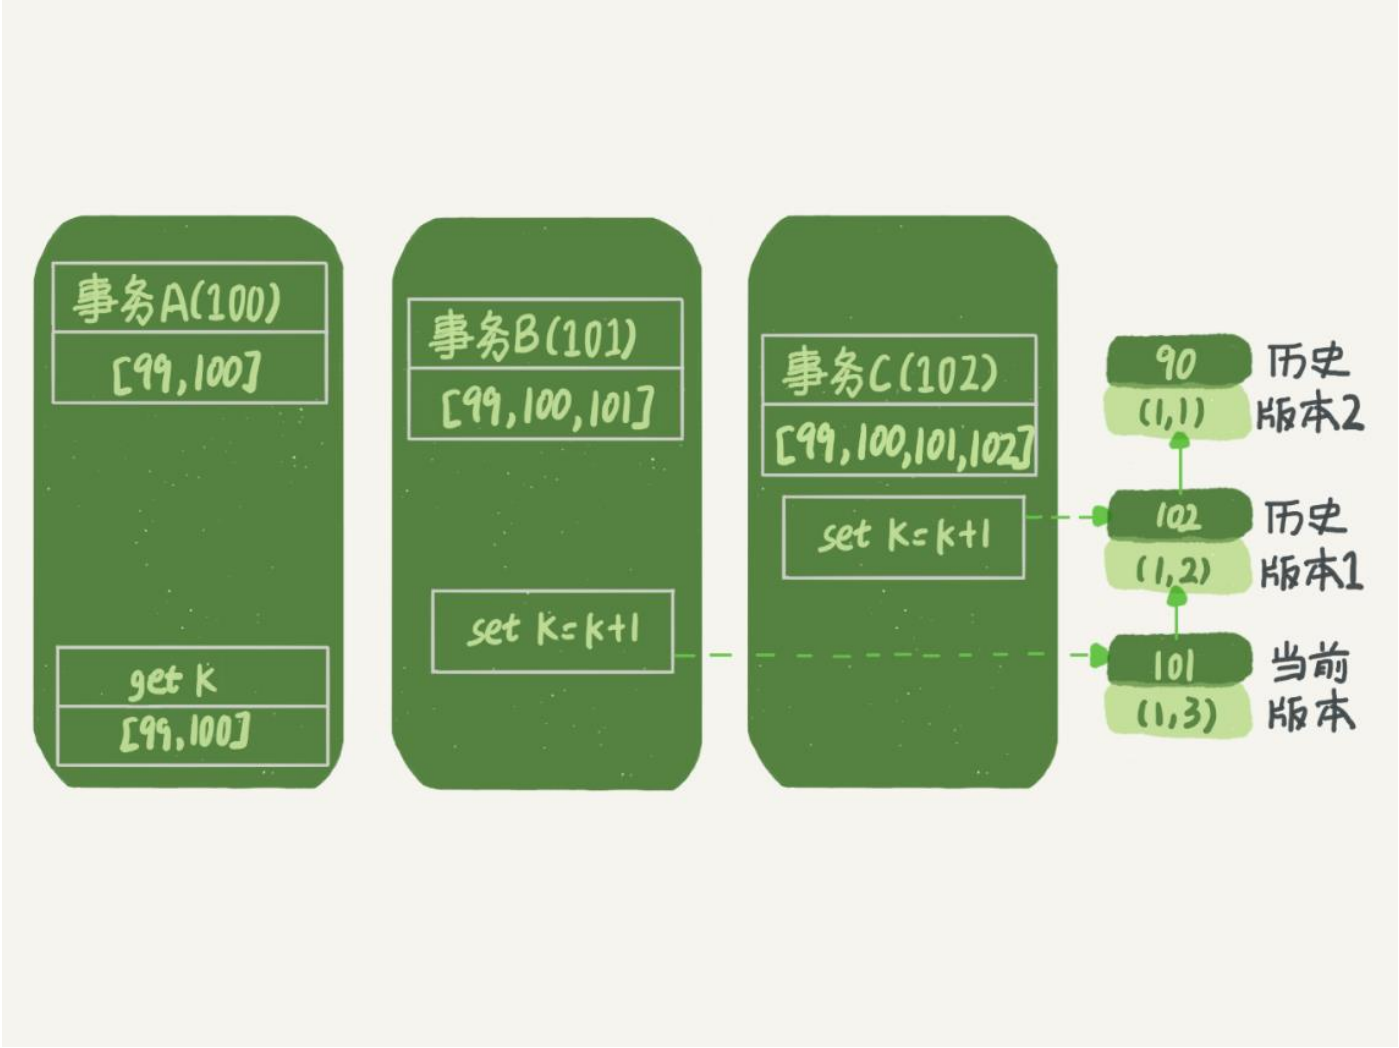 事务A(100)
[99,100]
get k
[99,100]
事务B(101)
[99,100,101]
set k=k+1
事务C(102)
[99,100,101,102]
set k=k+1
90
(1,1)
历史
版本2
102
(1,2)
历史
版本1
101
(1,3)
当前
版本